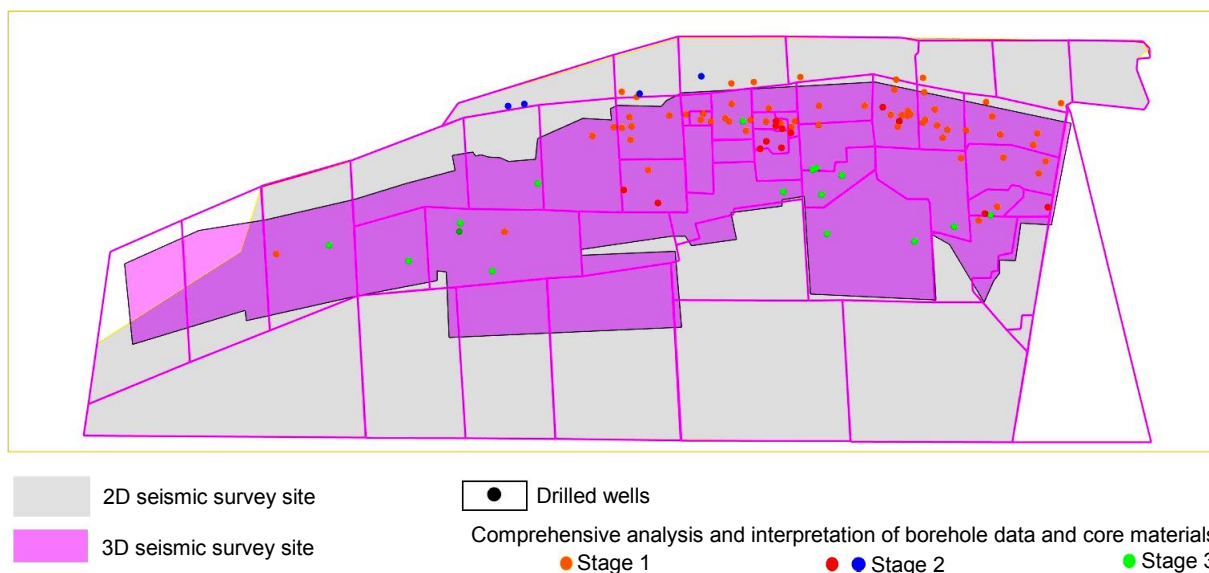 2D seismic survey site
Drilled wells
3D seismic survey site
Comprehensive analysis and interpretation of borehole data and core materials
Stage 1
Stage 2
Stage 3